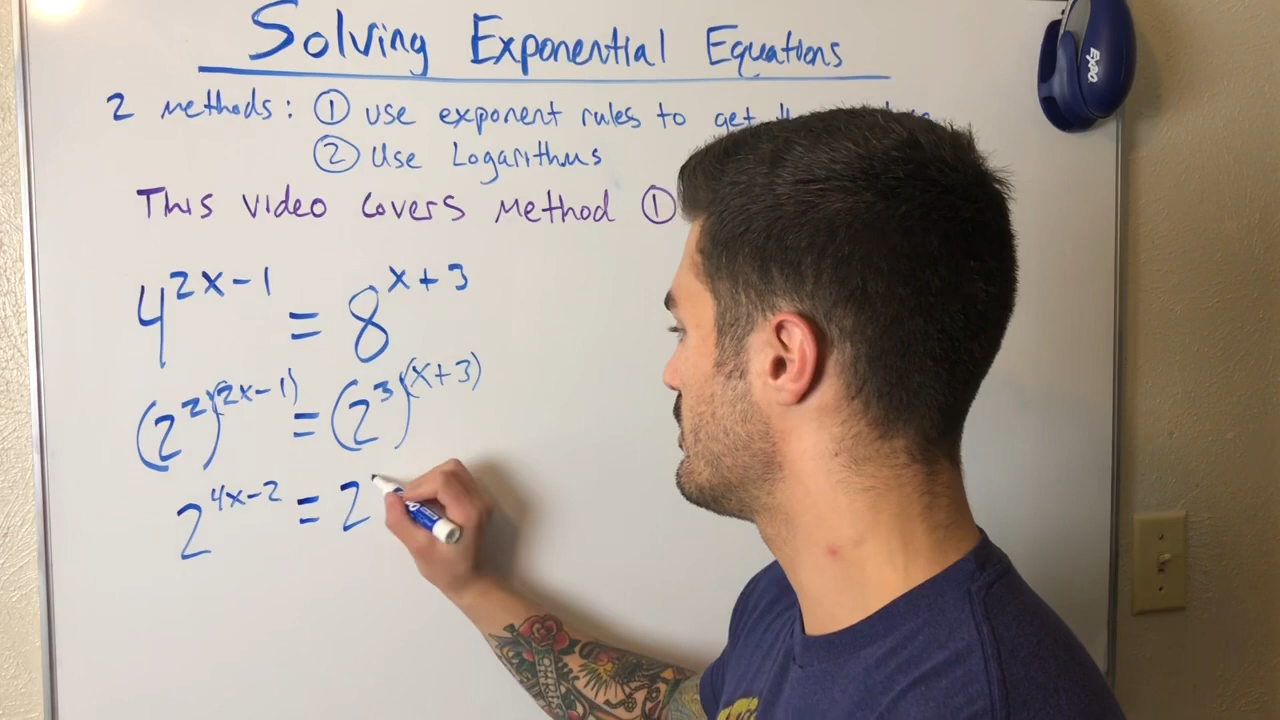 Solving Exponential Equations
2 methods: ① use exponent rules to get
② Use Logarithms
This video covers Method ①
4^{2x-1} = 8^{x+3}
(2^2)^{(2x-1)} = (2^3)^{(x+3)}
2^{4x-2} = 2
Expo